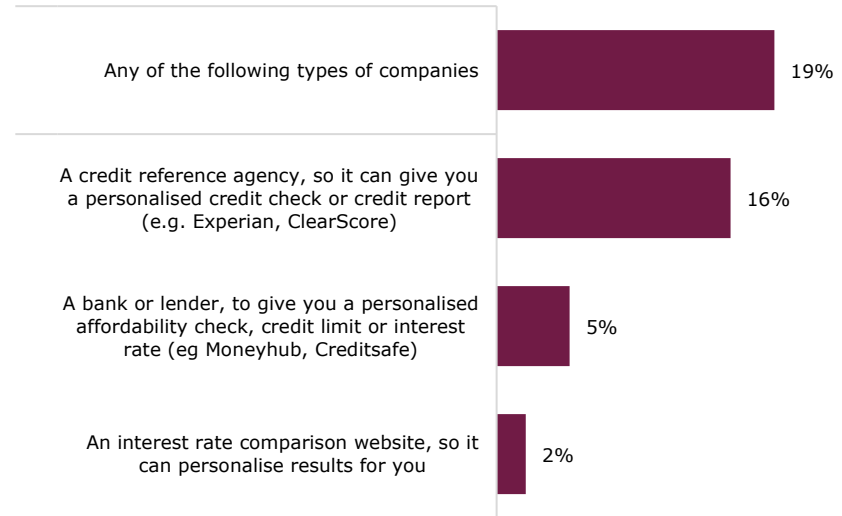 Any of the following types of companies
19%
A credit reference agency, so it can give you
a personalised credit check or credit report
(e.g. Experian, ClearScore)
16%
A bank or lender, to give you a personalised
affordability check, credit limit or interest
rate (eg Moneyhub, Creditsafe)
5%
An interest rate comparison website, so it
can personalise results for you
2%